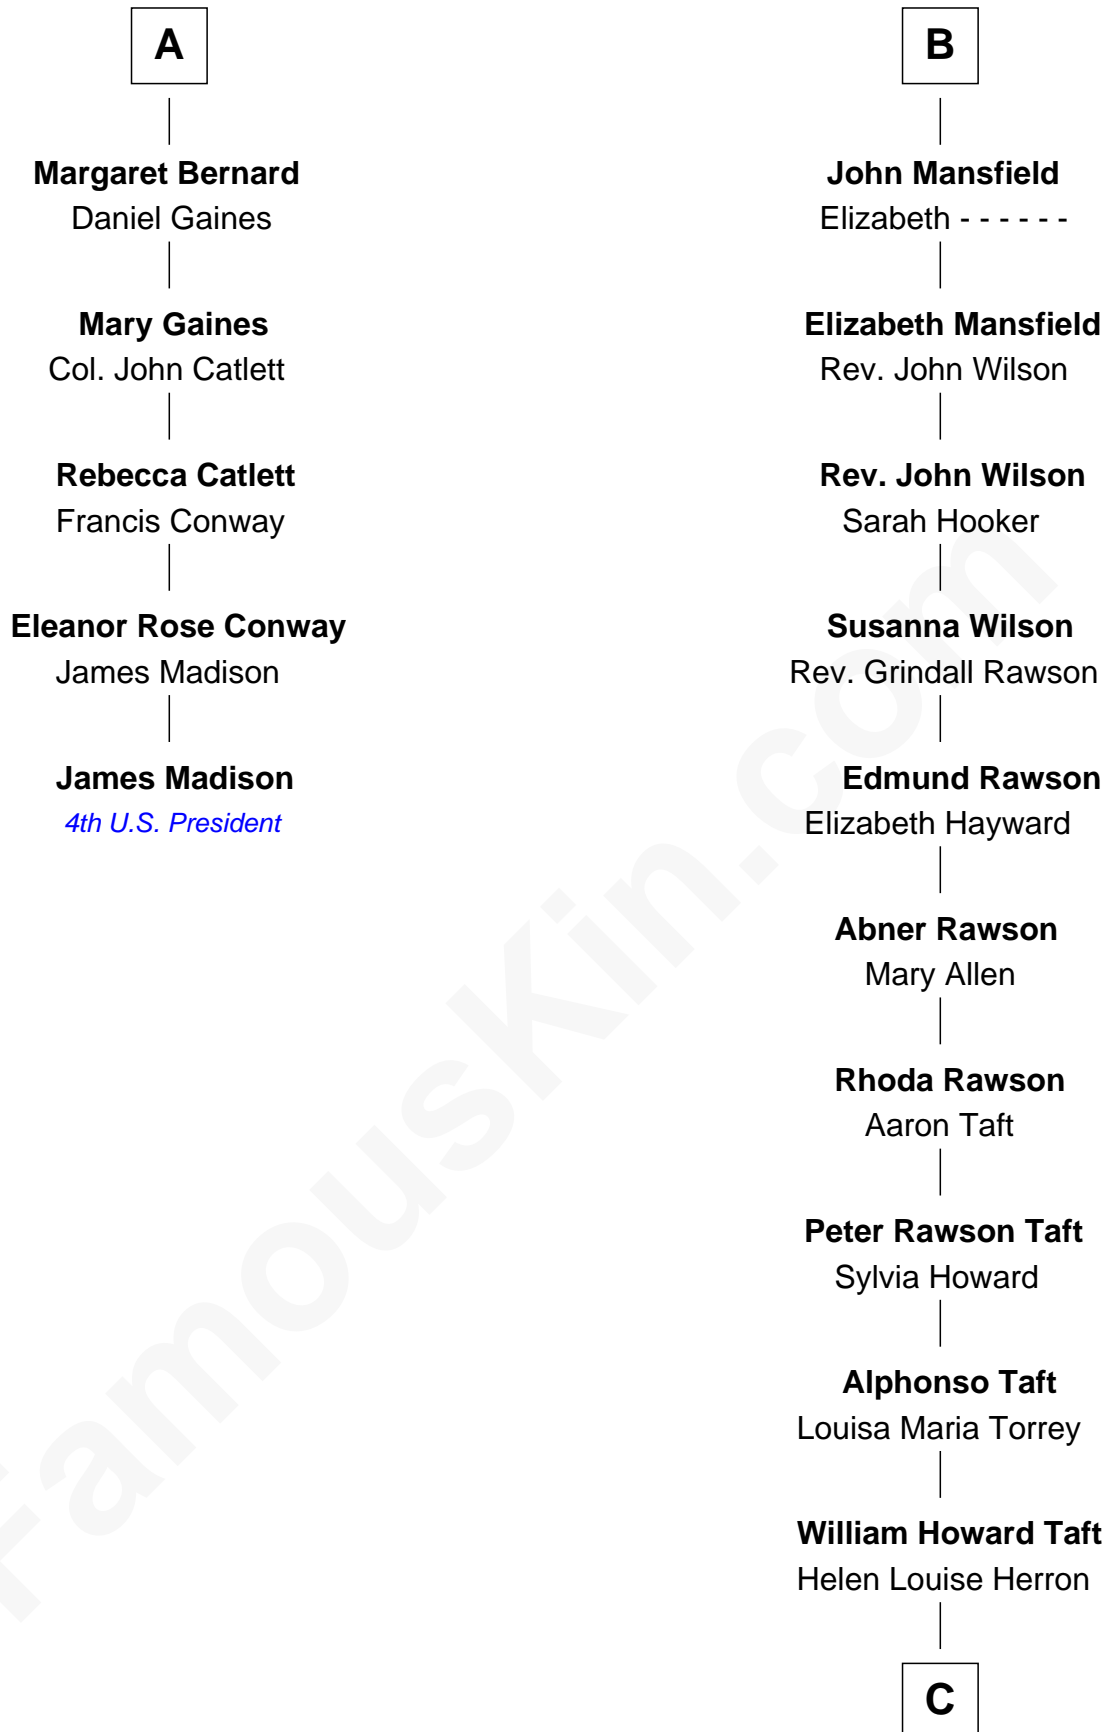 A
Margaret Bernard
Daniel Gaines
Mary Gaines
Col. John Catlett
Rebecca Catlett
Francis Conway
Eleanor Rose Conway
James Madison
James Madison
4th U.S. President
B
John Mansfield
Elizabeth - - - - - -
Elizabeth Mansfield
Rev. John Wilson
Rev. John Wilson
Sarah Hooker
Susanna Wilson
Rev. Grindall Rawson
Edmund Rawson
Elizabeth Hayward
Abner Rawson
Mary Allen
Rhoda Rawson
Aaron Taft
Peter Rawson Taft
Sylvia Howard
Alphonso Taft
Louisa Maria Torrey
William Howard Taft
Helen Louise Herron
C
FamousKin.com